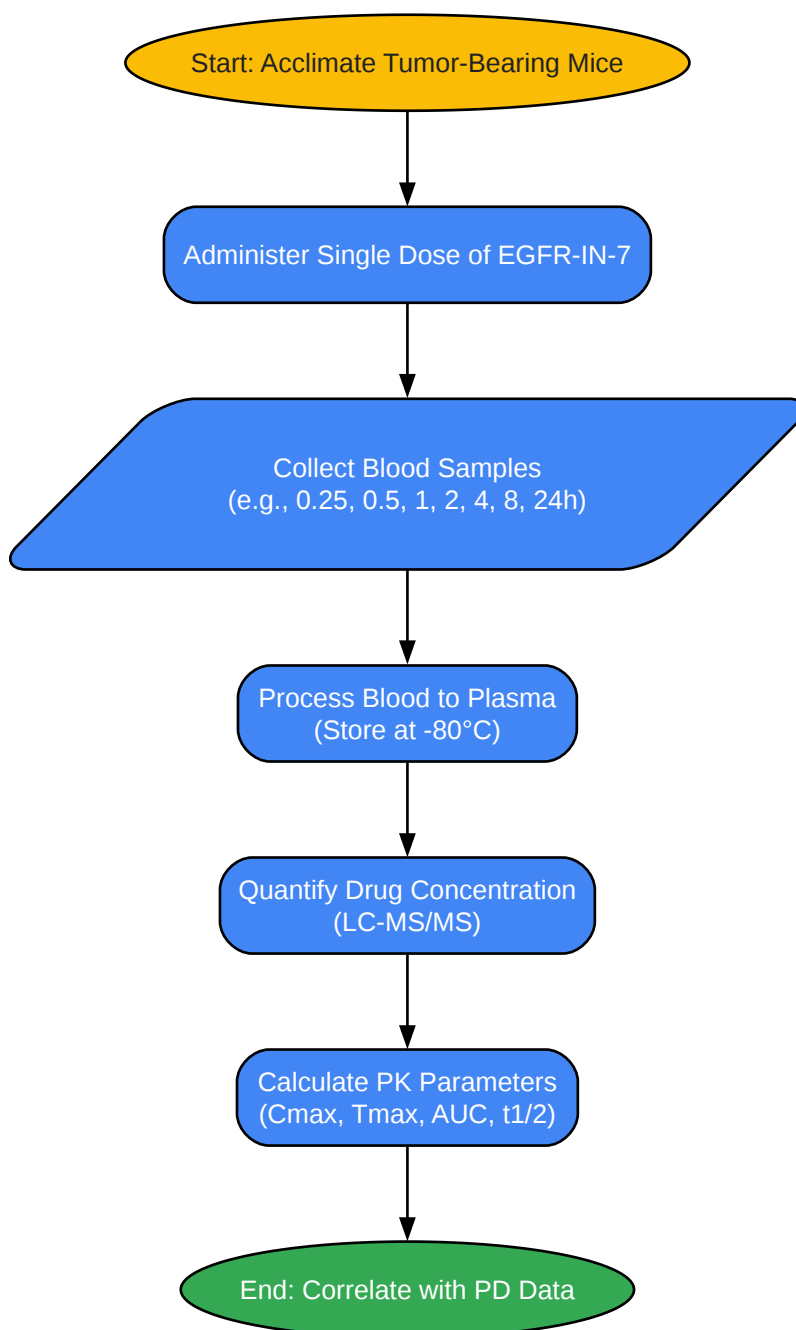 Start: Acclimate Tumor-Bearing Mice
Administer Single Dose of EGFR-IN-7
Collect Blood Samples
(e.g., 0.25, 0.5, 1, 2, 4, 8, 24h)
Process Blood to Plasma
(Store at -80°C)
Quantify Drug Concentration
(LC-MS/MS)
Calculate PK Parameters
(Cmax, Tmax, AUC, t1/2)
End: Correlate with PD Data